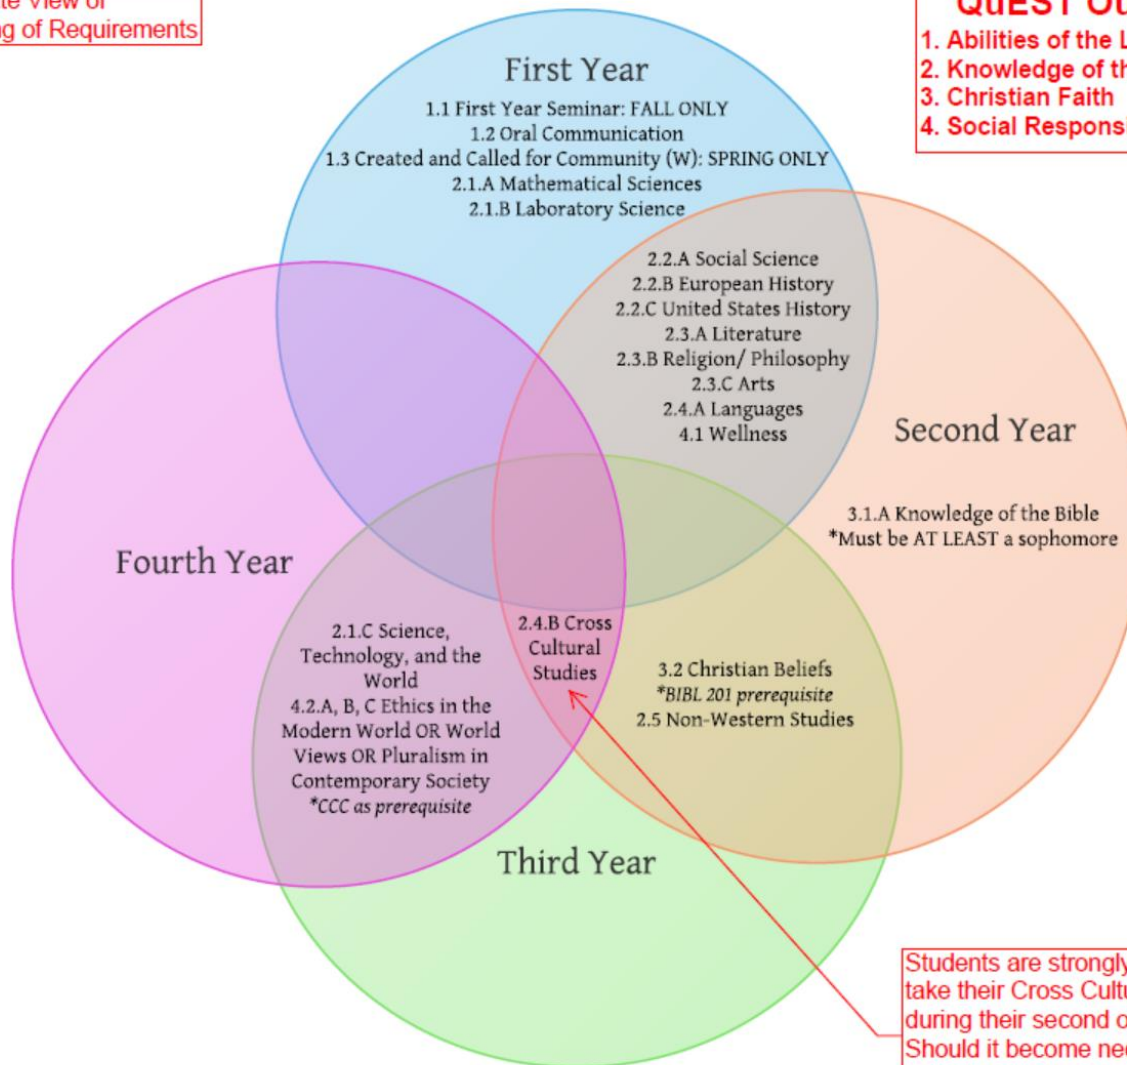 View of
of Requirements
QUEST
1. Abilities of the
2. Knowledge of
3. Christian Faith
4. Social
First Year
1.1 First Year Seminar: FALL ONLY
1.2 Oral Communication
1.3 Created and Called for Community (W): SPRING ONLY
2.1.A Mathematical Sciences
2.1.B Laboratory Science
2.2.A Social Science
2.2.B European History
2.2.C United States History
2.3.A Literature
2.3.B Religion/ Philosophy
2.3.C Arts
2.4.A Languages
4.1 Wellness
Second Year
3.1.A Knowledge of the Bible
*Must be AT LEAST a sophomore
Fourth Year
2.1.C Science,
Technology, and the
World
4.2.A, B, C Ethics in the
Modern World OR World
Views OR Pluralism in
Contemporary Society
*CCC as prerequisite
2.4.B Cross
Cultural
Studies
3.2 Christian Beliefs
*BIBL 201 prerequisite
2.5 Non-Western Studies
Third Year
Students are strongly
take their Cross
during their second
Should it become